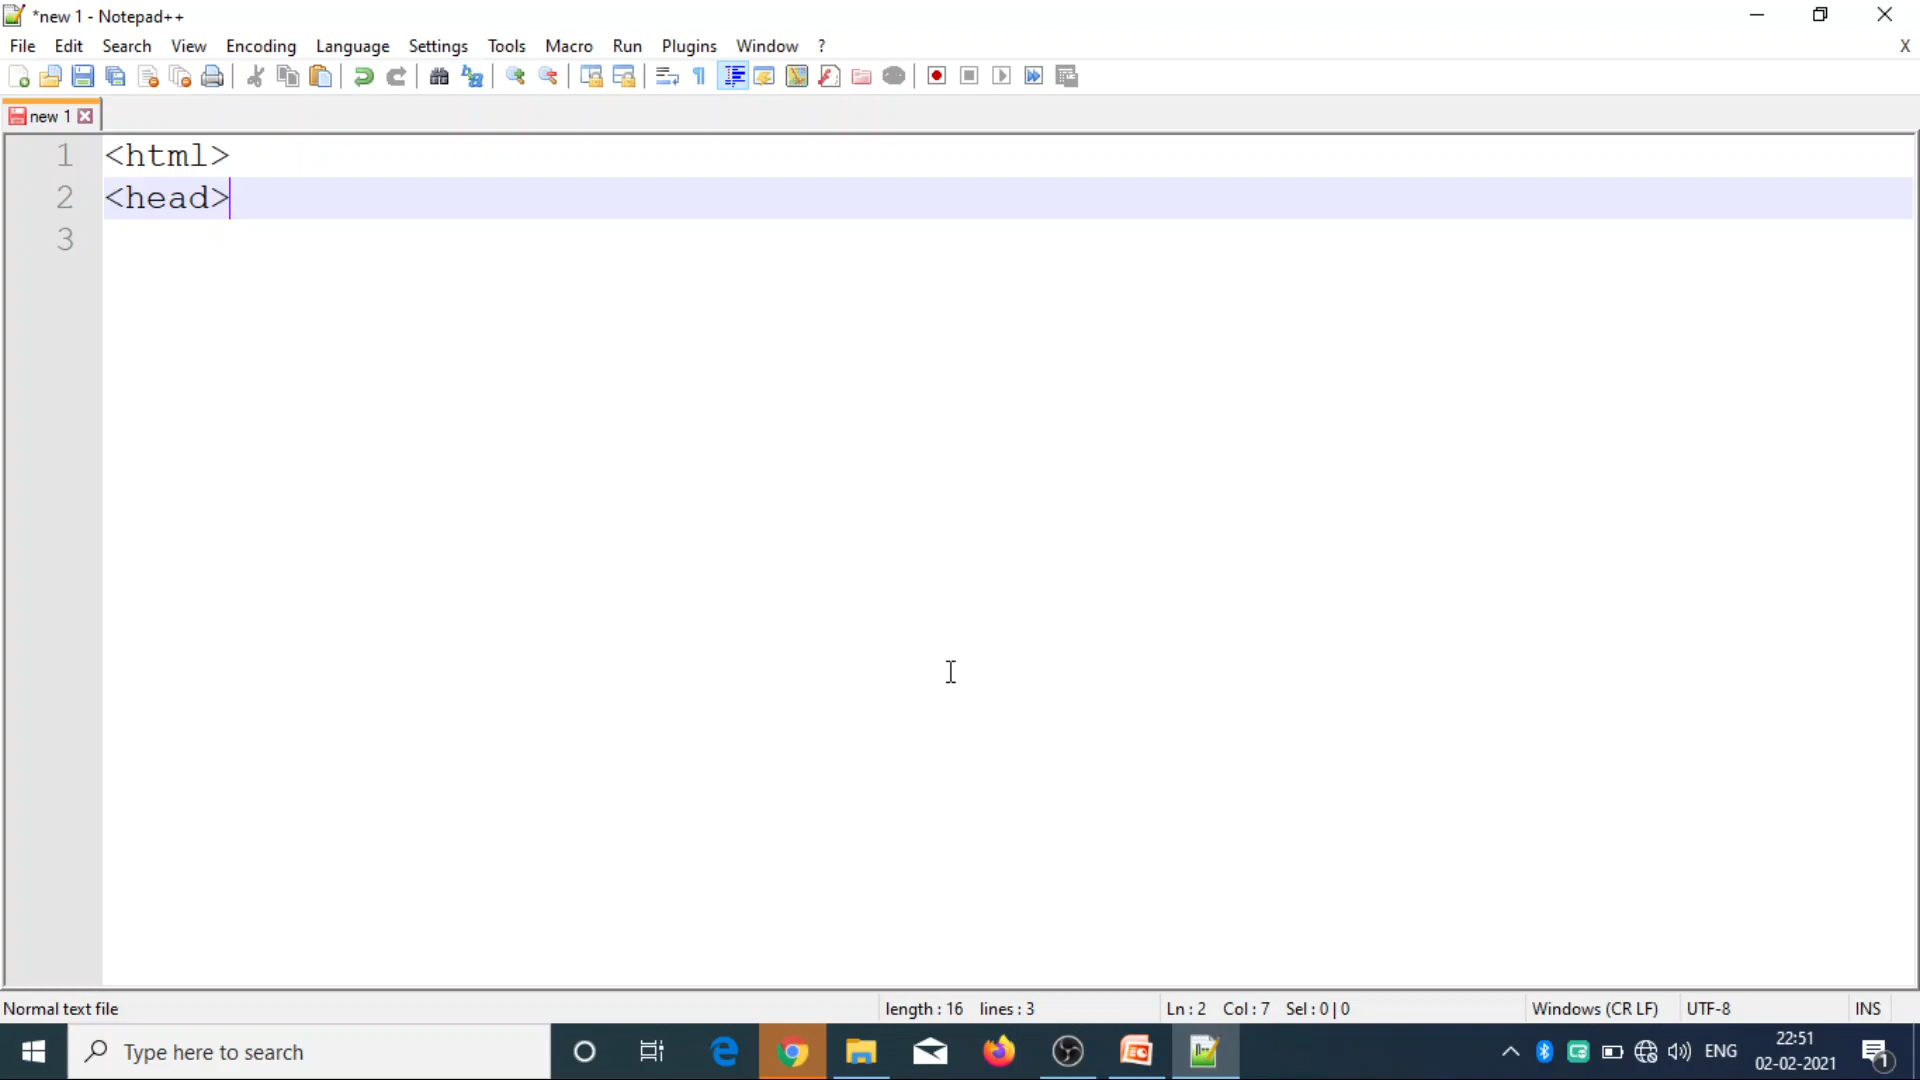 *new 1 - Notepad++
File Edit Search View Encoding Language Settings Tools Macro Run Plugins Window ? X
new 1
1 <html>
2 <head>
3
Normal text file length : 16 lines : 3 Ln : 2 Col : 7 Sel : 0 | 0 Windows (CR LF) UTF-8 INS
Type here to search ENG 22:51
02-02-2021 1